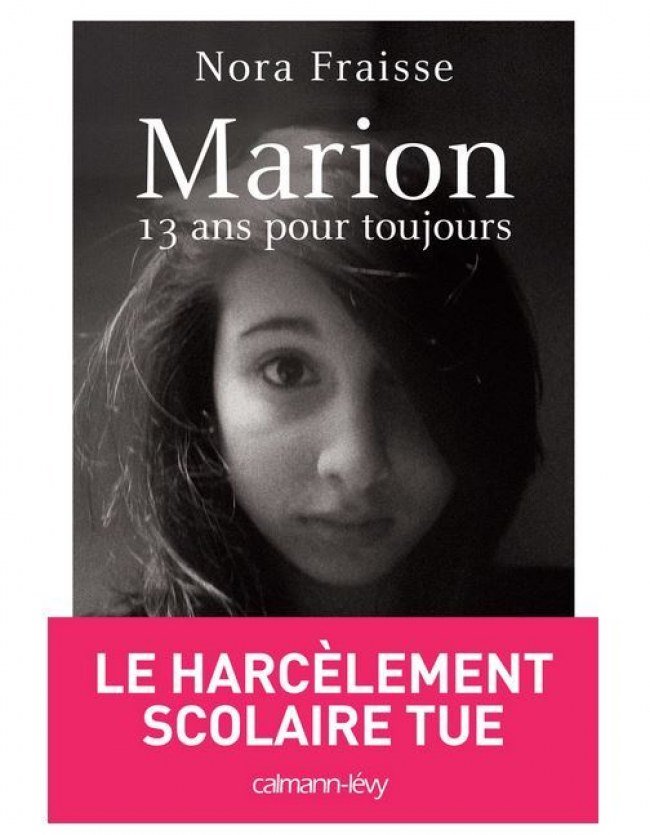 Nora Fraisse
Marion
13 ans pour toujours
LE HARCÈLEMENT
SCOLAIRE TUE
calmann-lévy